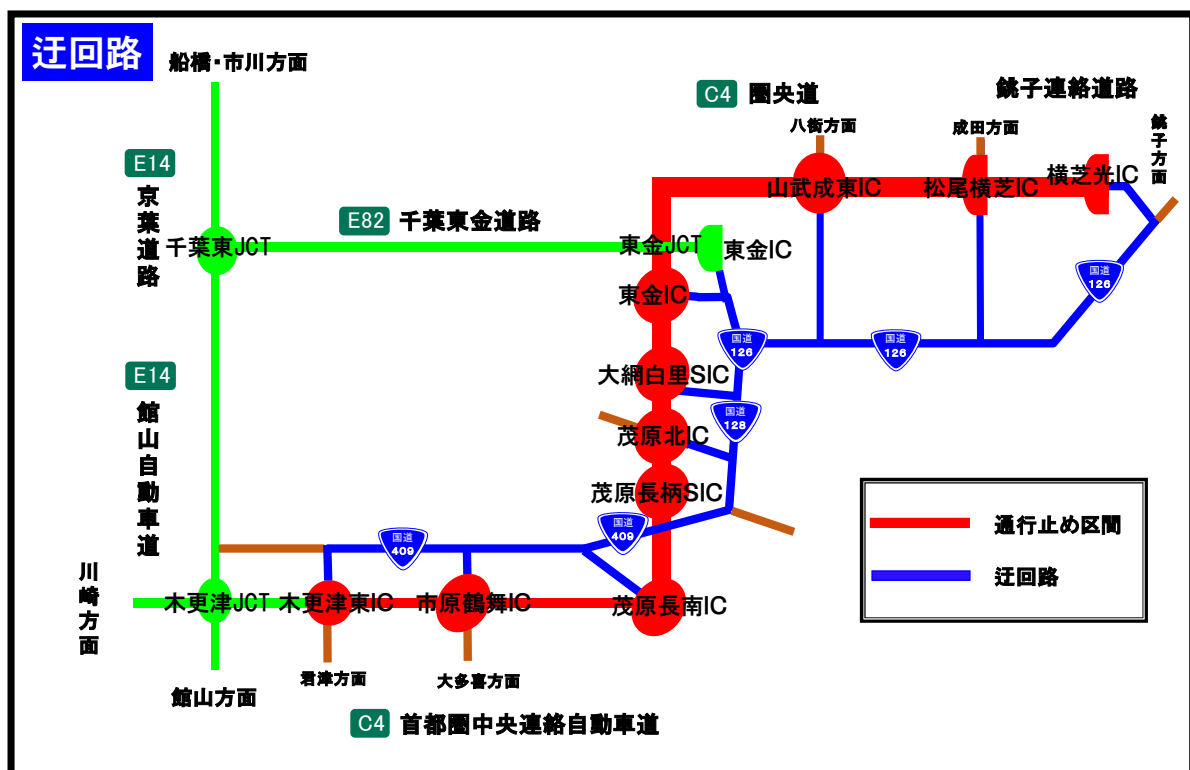 迂回路
船橋・市川方面
C4 圏央道
銚子連絡道路
八街方面
成田方面
銚子方面
E14
京葉道路
E82 千葉東金道路
山武成東IC
松尾横芝IC
横芝光IC
千葉東JCT
東金JCT
東金IC
国道
126
東金IC
国道
126
国道
126
E14
館山自動車道
大網白里SIC
国道
128
茂原北IC
茂原長柄SIC
国道
409
国道
409
通行止め区間
迂回路
川崎方面
木更津JCT
木更津東IC
市原鶴舞IC
茂原長南IC
館山方面
君津方面
大多喜方面
C4 首都圏中央連絡自動車道